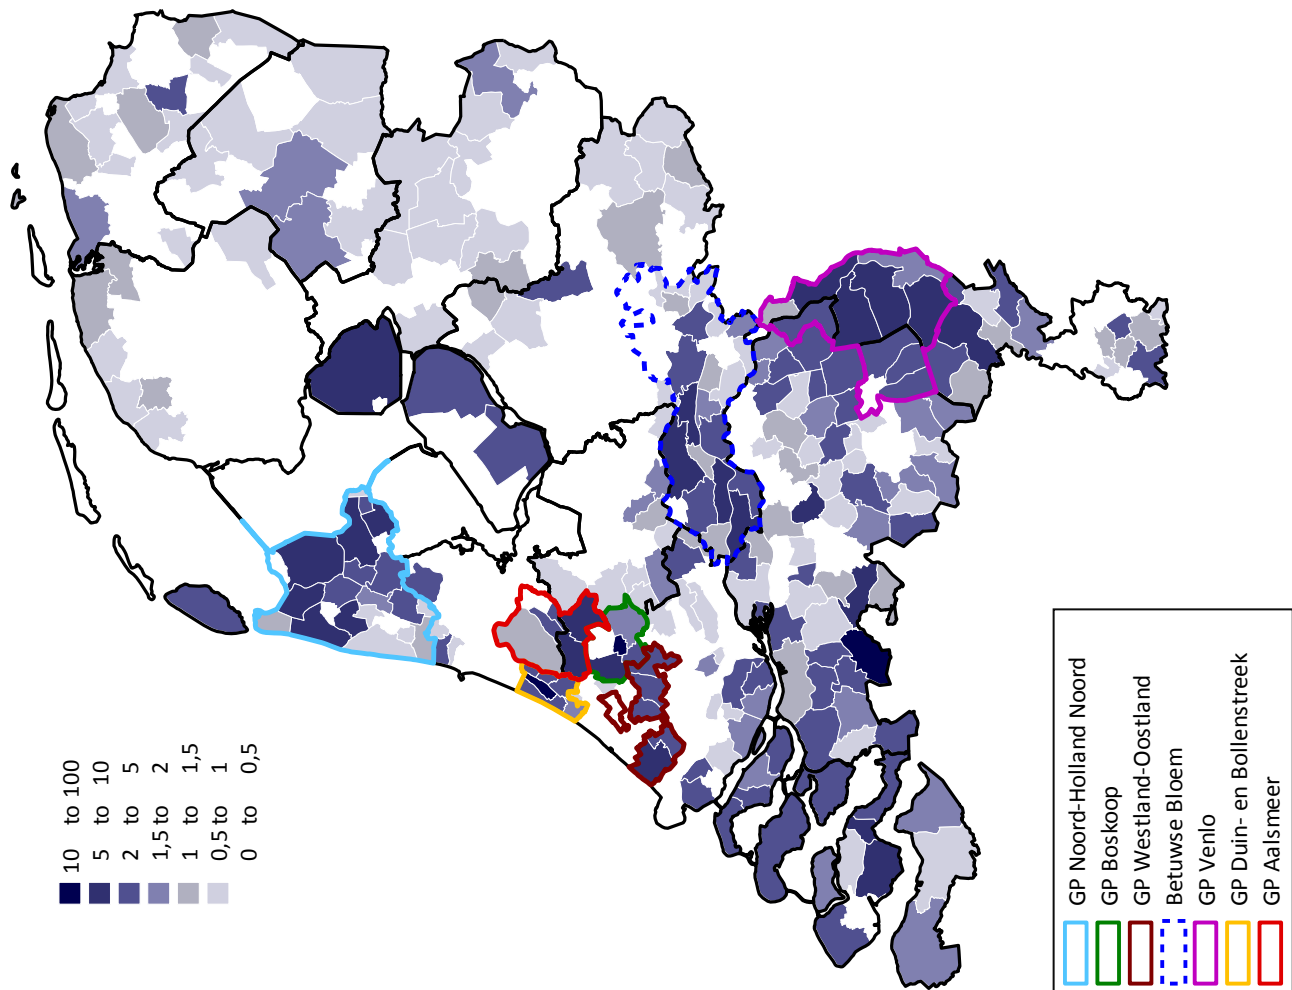 10 to 100
5 to 10
2 to 5
1,5 to 2
1 to 1,5
0,5 to 1
0 to 0,5
GP Noord-Holland Noord
GP Boskoop
GP Westland-Oostland
Betuwse Bloem
GP Venlo
GP Duin- en Bollenstreek
GP Aalsmeer